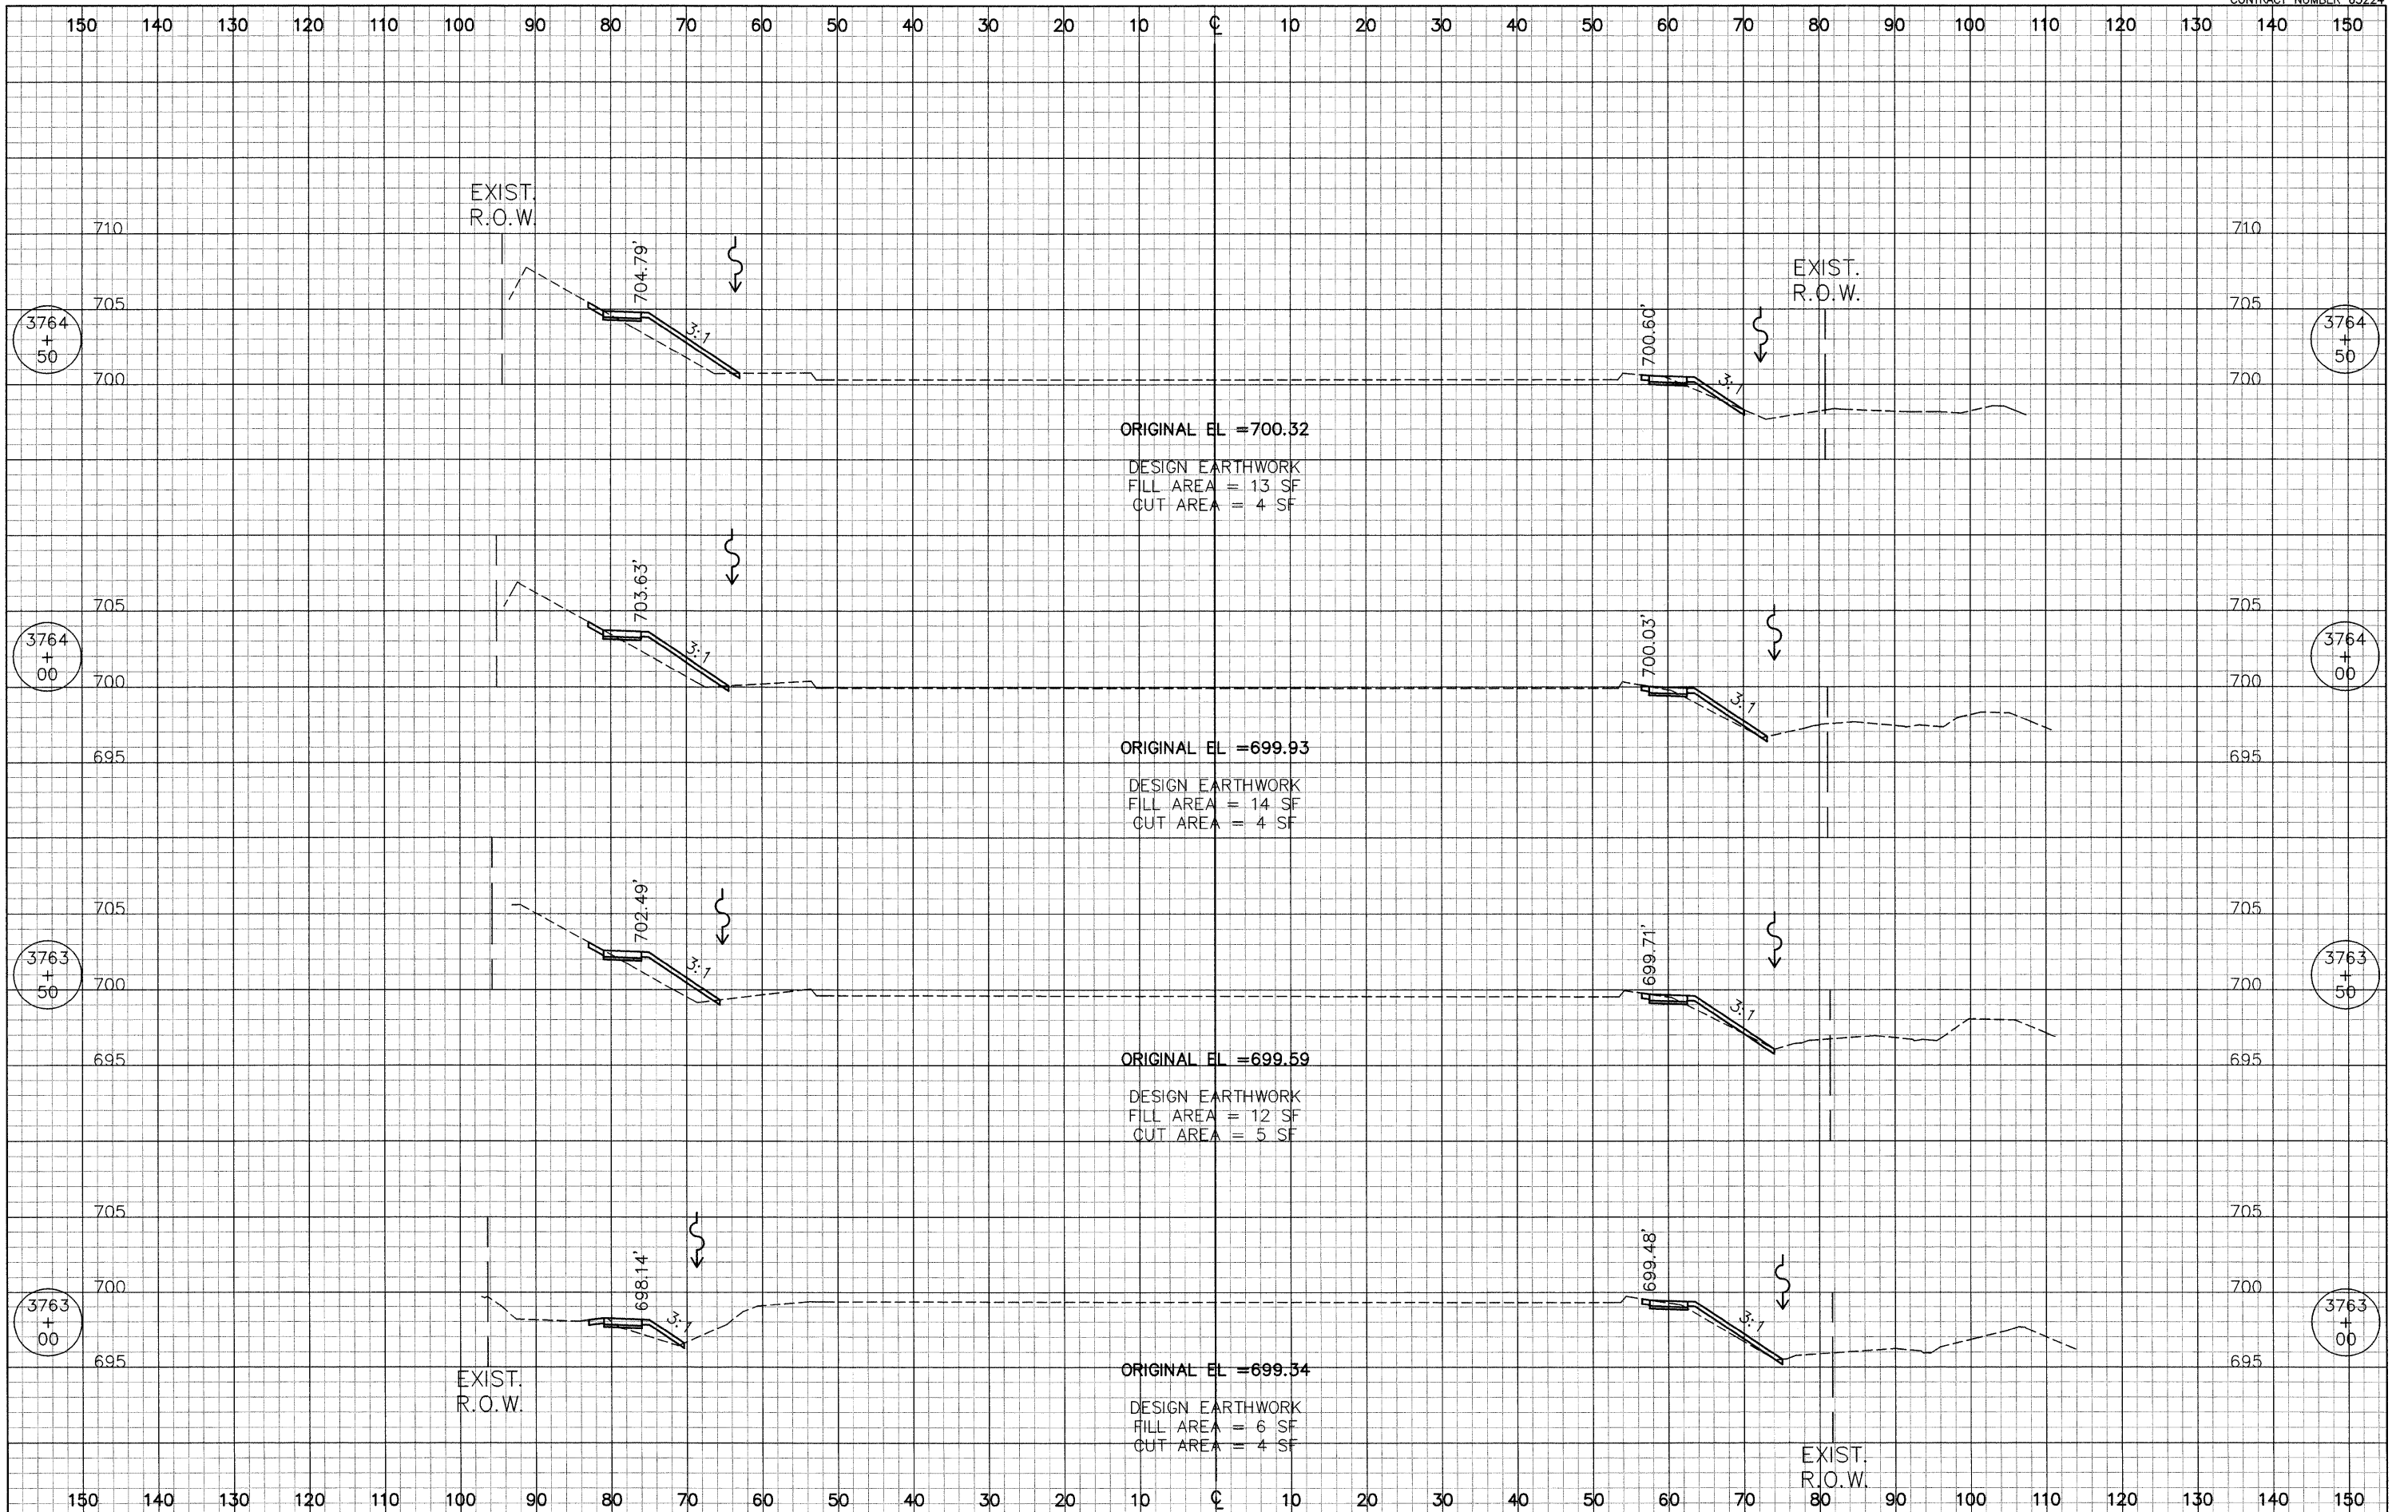 CONTRACT NUMBER 63224
150 140 130 120 110 100 90 80 70 60 50 40 30 20 10 ℄ 10 20 30 40 50 60 70 80 90 100 110 120 130 140 150
EXIST.
R.O.W.
710
710
704.79'
EXIST.
R.O.W.
705
705
3764
+
50
3:1
700.60'
3764
+
50
700
3:1
700
ORIGINAL EL =700.32
DESIGN EARTHWORK
FILL AREA = 13 SF
CUT AREA = 4 SF
705
703.63'
705
3764
+
00
3:1
700.03'
3764
+
00
700
3:1
700
695
ORIGINAL EL =699.93
695
DESIGN EARTHWORK
FILL AREA = 14 SF
CUT AREA = 4 SF
705
702.49'
705
3763
+
50
3:1
699.71'
3763
+
50
700
3:1
700
695
ORIGINAL EL =699.59
695
DESIGN EARTHWORK
FILL AREA = 12 SF
CUT AREA = 5 SF
705
705
700
698.14'
699.48'
700
3763
+
00
3:1
3:1
3763
+
00
695
695
EXIST.
R.O.W.
ORIGINAL EL =699.34
DESIGN EARTHWORK
FILL AREA = 6 SF
CUT AREA = 4 SF
EXIST.
R.O.W.
150 140 130 120 110 100 90 80 70 60 50 40 30 20 10 ℄ 10 20 30 40 50 60 70 80 90 100 110 120 130 140 150